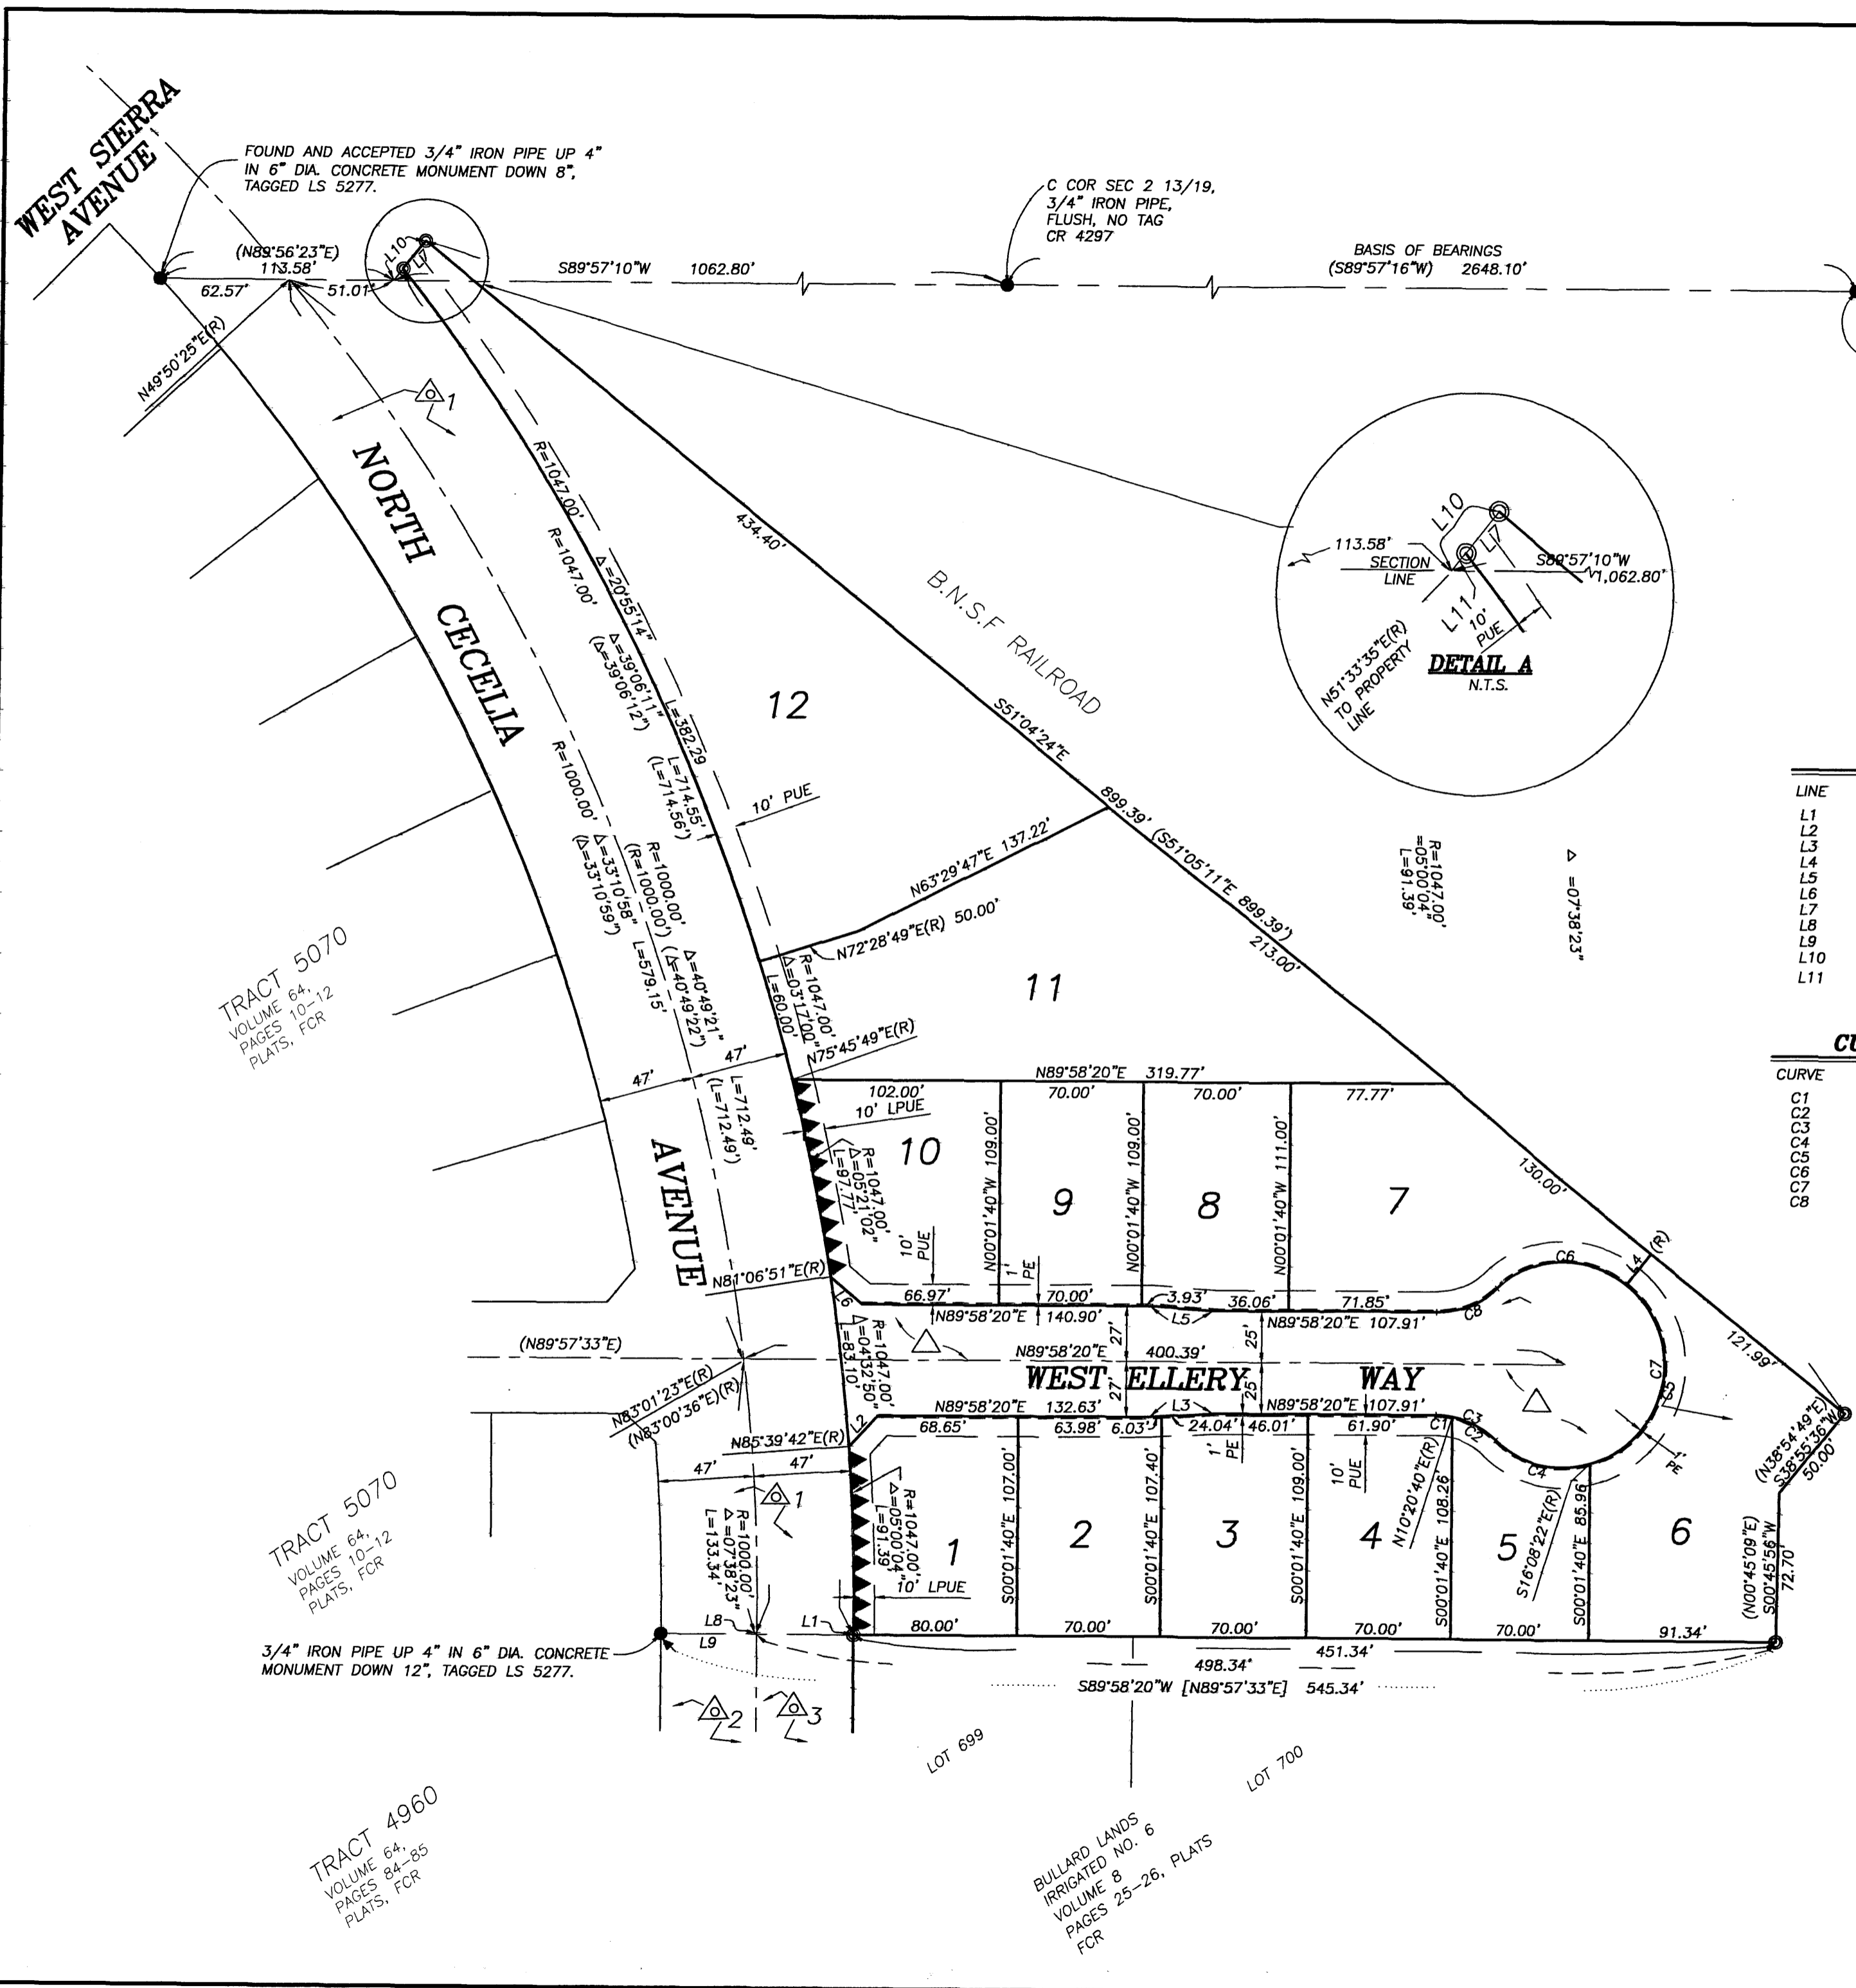 WEST SIERRA
AVENUE
FOUND AND ACCEPTED 3/4" IRON PIPE UP 4"
IN 6" DIA. CONCRETE MONUMENT DOWN 8",
TAGGED LS 5277.
C COR SEC 2 13/19,
3/4" IRON PIPE,
FLUSH, NO TAG
CR 4297
(N89°56'23"E)
113.58'
62.57'
51.01'
L10
L7
S89°57'10"W 1062.80'
BASIS OF BEARINGS
(S89°57'16"W) 2648.10'
N49°50'25"E(R)
1
NORTH CECELIA
AVENUE
R=1047.00'
Δ=20°55'14"
L=382.29
R=1047.00'
Δ=39°06'11"
(Δ=39°06'12")
L=714.55'
(L=714.56')
10' PUE
R=1000.00'
Δ=33°10'58"
(Δ=33°10'59")
L=579.15'
R=1000.00'
(R=1000.00')
Δ=40°49'21"
(Δ=40°49'22")
L=712.49'
(L=712.49')
47'
47'
434.40'
B.N.S.F RAILROAD
S51°04'24"E
899.39' (S51°05'11"E 899.39')
213.00'
130.00'
121.99'
12
N63°29'47"E 137.22'
N72°28'49"E(R) 50.00'
11
R=1047.00'
Δ=03°17'00"
L=60.00'
N75°45'49"E(R)
113.58'
SECTION
LINE
L10
L7
L11
S89°57'10"W
1,062.80'
10'
PUE
N51°33'35"E(R)
TO PROPERTY
LINE
DETAIL A
N.T.S.
R=1047.00'
=05°00'04"
L=91.39'
Δ =07°38'23"
LINE
L1
L2
L3
L4
L5
L6
L7
L8
L9
L10
L11
CU
CURVE
C1
C2
C3
C4
C5
C6
C7
C8
TRACT 5070
VOLUME 64,
PAGES 10-12
PLATS, FCR
N89°58'20"E 319.77'
102.00'
70.00'
70.00'
77.77'
10' LPUE
10
9
8
7
R=1047.00'
Δ=05°21'02"
L=97.77'
N00°01'40"W 109.00'
N00°01'40"W 109.00'
N00°01'40"W 111.00'
10'
PUE
1'
PE
N81°06'51"E(R)
L6
66.97'
70.00'
3.93'
36.06'
71.85'
C8
C6
L4
(R)
N89°58'20"E 140.90'
L5
N89°58'20"E 107.91'
R=1047.00'
Δ=04°32'50"
L=83.10'
(N89°57'33"E)
27'
25'
N89°58'20"E 400.39'
WEST ELLERY WAY
27'
25'
C7
C5
N83°01'23"E(R)
(N83°00'36"E)(R)
N85°39'42"E(R)
L2
N89°58'20"E 132.63'
L3
N89°58'20"E 107.91'
68.65'
63.98'
6.03'
24.04'
46.01'
61.90'
C1
C3
C2
C4
1'
PE
10'
PUE
1'
PE
(N38°54'49"E)
S38°55'36"W
50.00'
47'
47'
1
R=1000.00'
Δ=07°38'23"
L=133.34'
R=1047.00'
Δ=05°00'04"
L=91.39'
10' LPUE
1
2
3
4
5
6
S00°01'40"E 107.00'
S00°01'40"E 107.40'
S00°01'40"E 109.00'
N10°20'40"E(R)
S00°01'40"E 108.26'
S16°08'22"E(R)
S00°01'40"E 85.96'
(N00°45'09"E)
S00°45'56"W
72.70'
TRACT 5070
VOLUME 64,
PAGES 10-12
PLATS, FCR
L8
L1
L9
3/4" IRON PIPE UP 4" IN 6" DIA. CONCRETE
MONUMENT DOWN 12", TAGGED LS 5277.
80.00'
70.00'
70.00'
70.00'
70.00'
91.34'
451.34'
498.34'
S89°58'20"W [N89°57'33"E] 545.34'
2
3
LOT 699
LOT 700
TRACT 4960
VOLUME 64,
PAGES 84-85
PLATS, FCR
BULLARD LANDS
IRRIGATED NO. 6
VOLUME 8
PAGES 25-26, PLATS
FCR